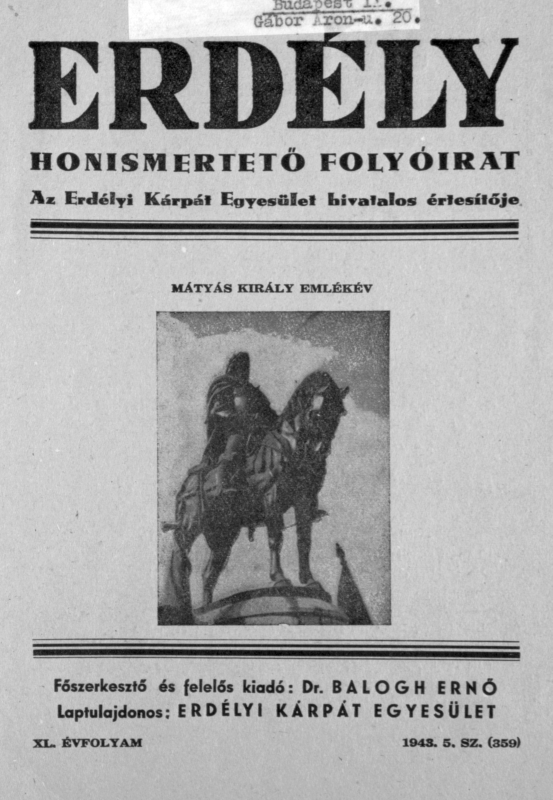 Budapest
Gábor Áron-u. 20.
ERDÉLY
HONISMERTETŐ FOLYÓIRAT
Az Erdélyi Kárpát Egyesület hivatalos értesítője
MÁTYÁS KIRÁLY EMLÉKÉV
Főszerkesztő és felelős kiadó: Dr. BALOGH ERNŐ
Laptulajdonos: ERDÉLYI KÁRPÁT EGYESÜLET
XL. ÉVFOLYAM
1943. 5. SZ. (359)